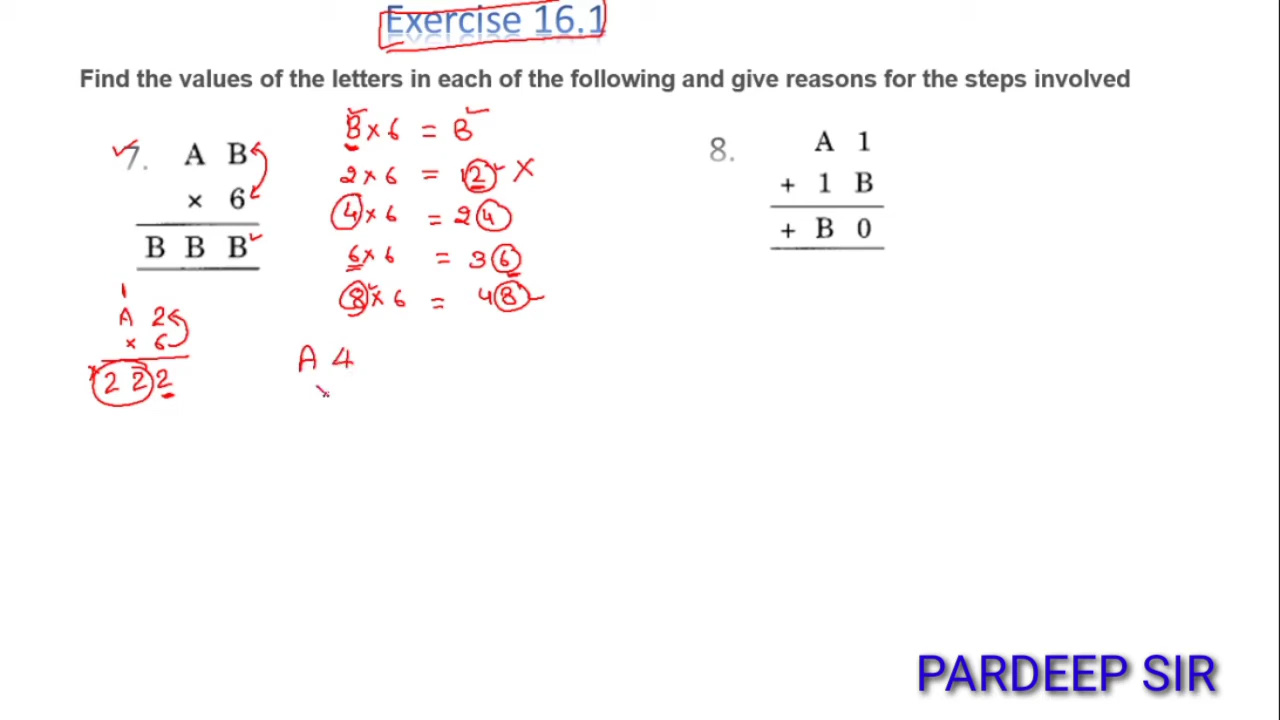 Exercise 16.1
Find the values of the letters in each of the following and give reasons for the steps involved
7.
A B
× 6
B B B
B × 6 = B
2 × 6 = 12 ×
4 × 6 = 24
6 × 6 = 36
8 × 6 = 48
1
A 2
× 6
2 2 2
A 4
8.
A 1
+ 1 B
+ B 0
PARDEEP SIR